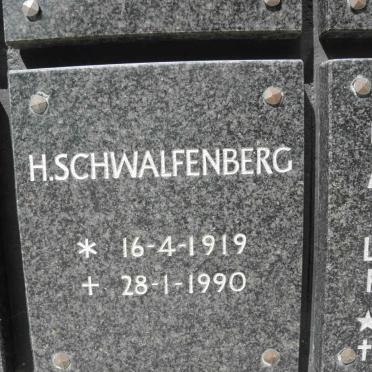 H.SCHWALFENBERG
* 16-4-1919
+ 28-1-1990